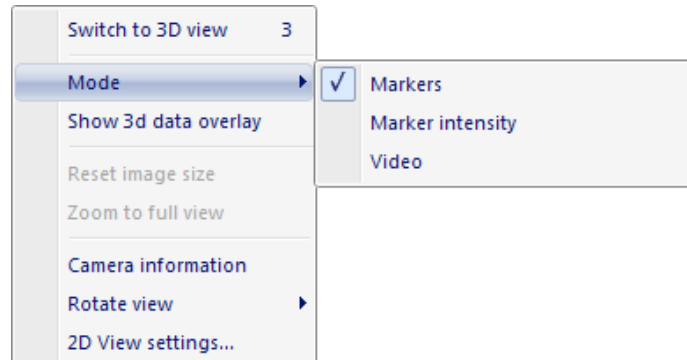 Switch to 3D view 3
Mode
Show 3d data overlay
Reset image size
Zoom to full view
Camera information
Rotate view
2D View settings...
Markers
Marker intensity
Video